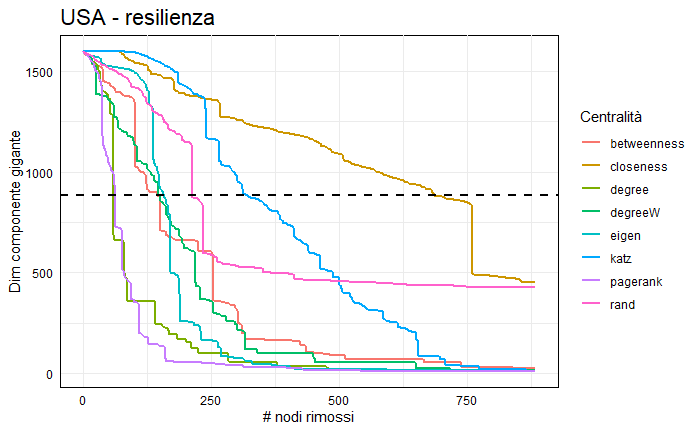 USA - resilienza
Dim componente gigante
1500
1000
500
0
0
250
500
750
# nodi rimossi
Centralità
betweenness
closeness
degree
degreeW
eigen
katz
pagerank
rand